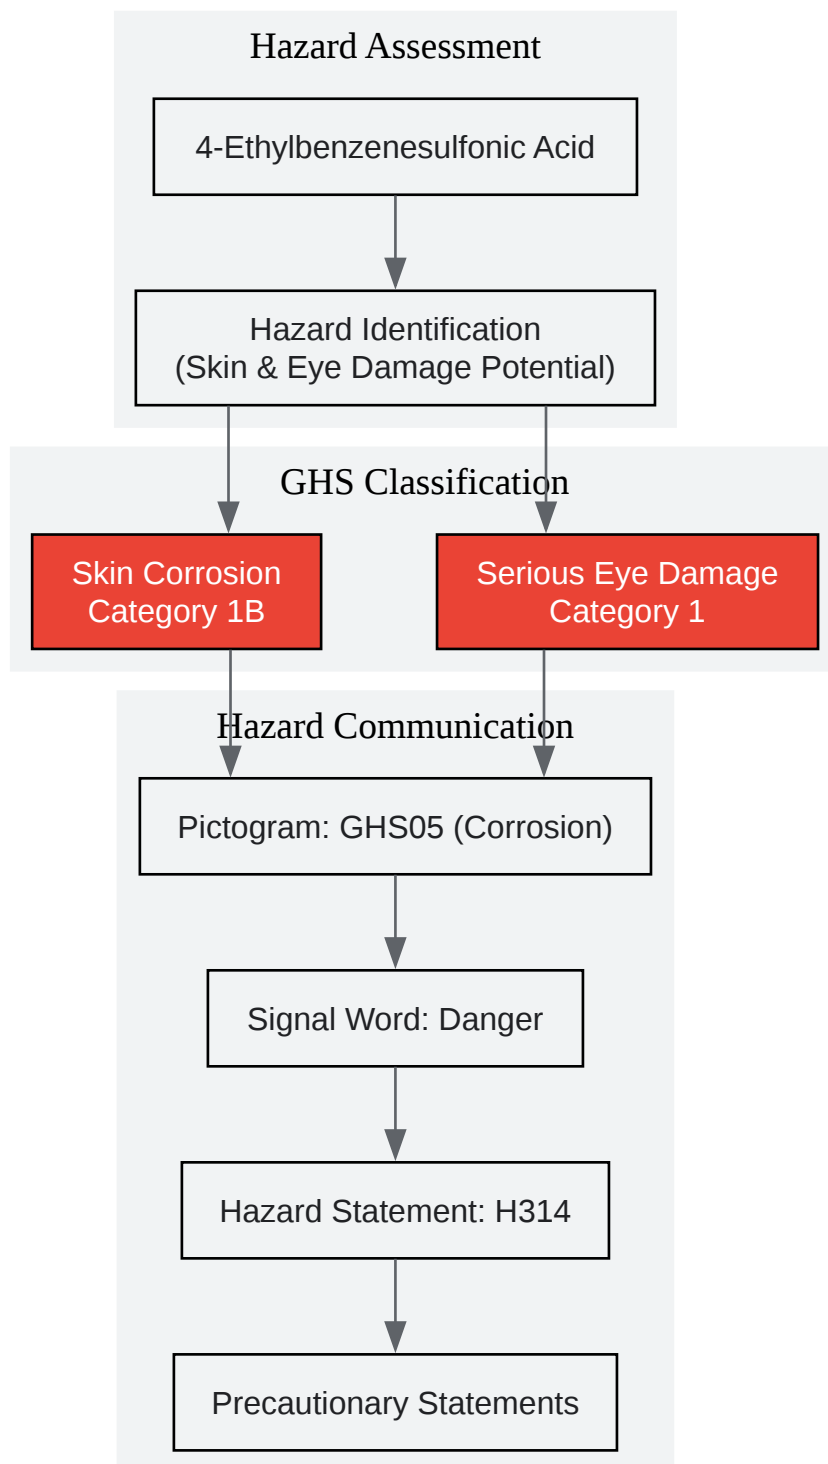 Hazard Assessment
4-Ethylbenzenesulfonic Acid
Hazard Identification
(Skin & Eye Damage Potential)
GHS Classification
Skin Corrosion
Category 1B
Serious Eye Damage
Category 1
Hazard Communication
Pictogram: GHS05 (Corrosion)
Signal Word: Danger
Hazard Statement: H314
Precautionary Statements